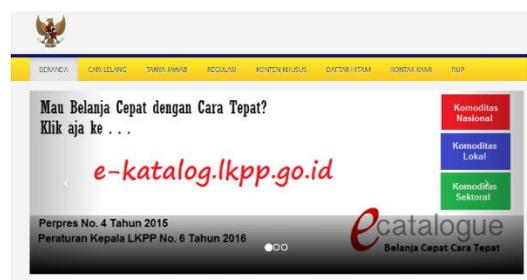 BERANDA CARI LELANG TANYA JAWAB REGULASI KONTEN KHUSUS DAFTAR HITAM KONTAK KAMI RUP
Mau Belanja Cepat dengan Cara Tepat?
Klik aja ke . . .
e-katalog.lkpp.go.id
Komoditas
Nasional
Komoditas
Lokal
Komoditas
Sektoral
Perpres No. 4 Tahun 2015
Peraturan Kepala LKPP No. 6 Tahun 2016
ecatalogue
Belanja Cepat Cara Tepat